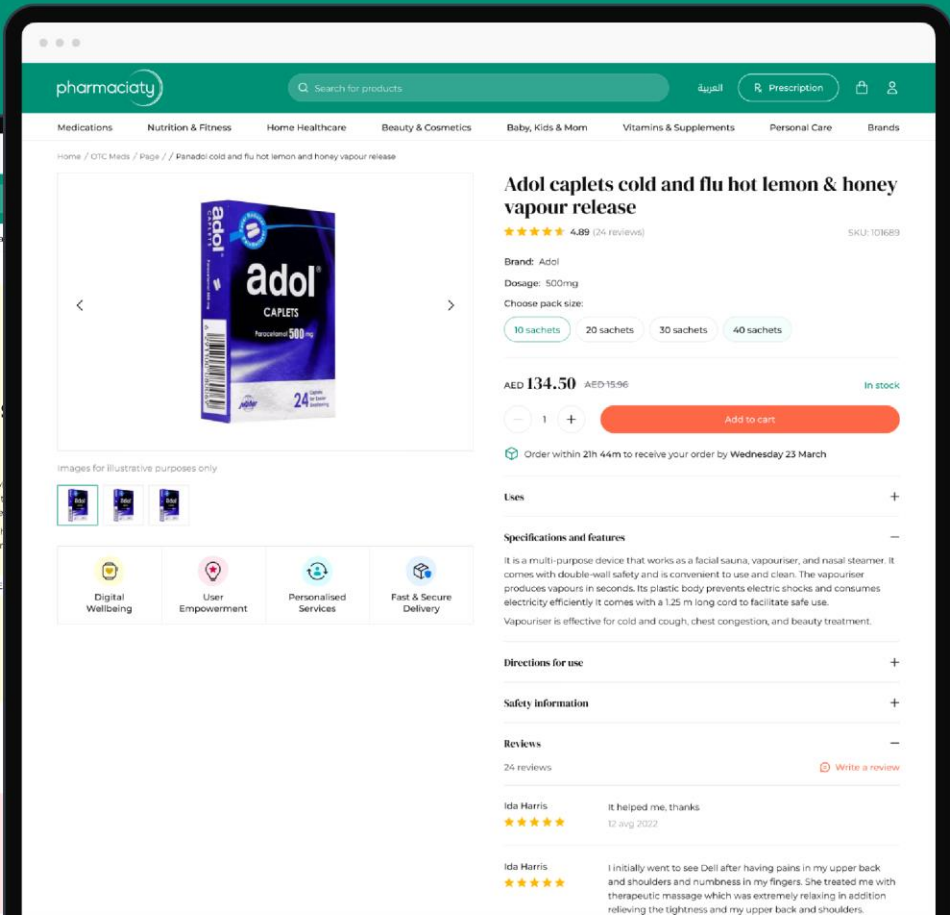 pharmaciaty
Search for products
العربية
Prescription
Medications
Nutrition & Fitness
Home Healthcare
Beauty & Cosmetics
Baby, Kids & Mom
Vitamins & Supplements
Personal Care
Brands
Home / OTC Meds / Page / / Panadol cold and flu hot lemon and honey vapour release
adol
CAPLETS
adol®
CAPLETS
Paracetamol 500 mg
24
Images for illustrative purposes only
Digital
Wellbeing
User
Empowerment
Personalised
Services
Fast & Secure
Delivery
Adol caplets cold and flu hot lemon & honey
vapour release
4.89 (24 reviews)
SKU: 101689
Brand: Adol
Dosage: 500mg
Choose pack size:
10 sachets
20 sachets
30 sachets
40 sachets
AED 134.50 AED 15.96
In stock
1
Add to cart
Order within 21h 44m to receive your order by Wednesday 23 March
Uses
Specifications and features
It is a multi-purpose device that works as a facial sauna, vapouriser, and nasal steamer. It
comes with double-wall safety and is convenient to use and clean. The vapouriser
produces vapours in seconds. Its plastic body prevents electric shocks and consumes
electricity efficiently It comes with a 1.25 m long cord to facilitate safe use.
Vapouriser is effective for cold and cough, chest congestion, and beauty treatment.
Directions for use
Safety information
Reviews
24 reviews
Write a review
Ida Harris
It helped me, thanks
12 avg 2022
Ida Harris
I initially went to see Dell after having pains in my upper back
and shoulders and numbness in my fingers. She treated me with
therapeutic massage which was extremely relaxing in addition
relieving the tightness and my upper back and shoulders.